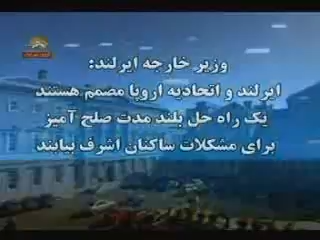 وزیر خارجه ایرلند:
ایرلند و اتحادیه اروپا مصمم هستند
یک راه حل بلند مدت صلح آمیز
برای مشکلات ساکنان اشرف بیابند